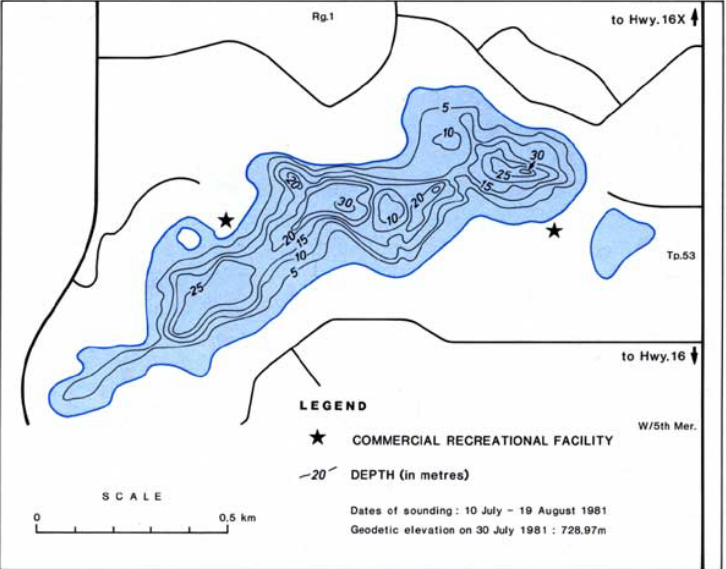 Rg.1
to Hwy.16X
5
10
30
25
15
20
30
20
10
20
15
10
5
25
Tp.53
to Hwy.16
W/5th Mer.
LEGEND
COMMERCIAL RECREATIONAL FACILITY
20 DEPTH (in metres)
SCALE
0 0.5 km
Dates of sounding : 10 July – 19 August 1981
Geodetic elevation on 30 July 1981 : 728.97m